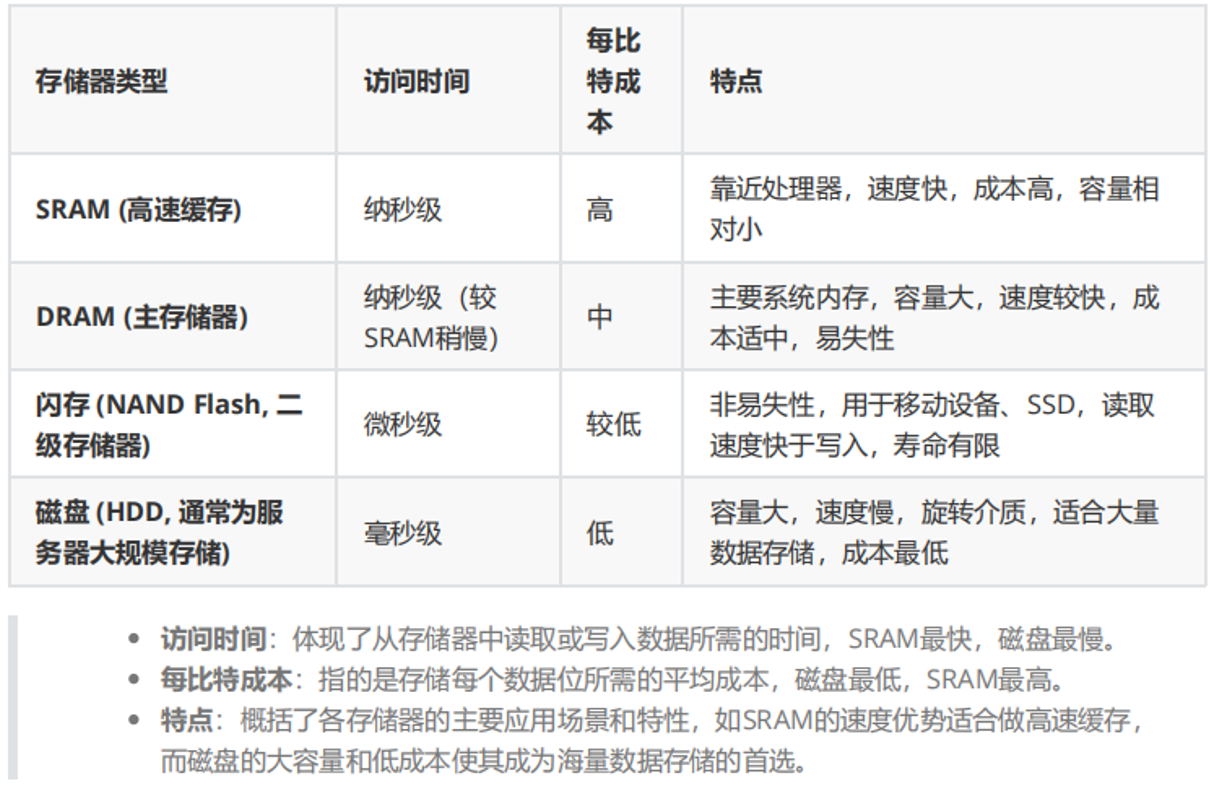 存储器类型
访问时间
每比
特成
本
特点
SRAM (高速缓存)
纳秒级
高
靠近处理器，速度快，成本高，容量相
对小
DRAM (主存储器)
纳秒级（较
SRAM稍慢）
中
主要系统内存，容量大，速度较快，成
本适中，易失性
闪存 (NAND Flash, 二
级存储器)
微秒级
较低
非易失性，用于移动设备、SSD，读取
速度快于写入，寿命有限
磁盘 (HDD, 通常为服
务器大规模存储)
毫秒级
低
容量大，速度慢，旋转介质，适合大量
数据存储，成本最低
访问时间：体现了从存储器中读取或写入数据所需的时间，SRAM最快，磁盘最慢。
每比特成本：指的是存储每个数据位所需的平均成本，磁盘最低，SRAM最高。
特点：概括了各存储器的主要应用场景和特性，如SRAM的速度优势适合做高速缓存，
而磁盘的大容量和低成本使其成为海量数据存储的首选。